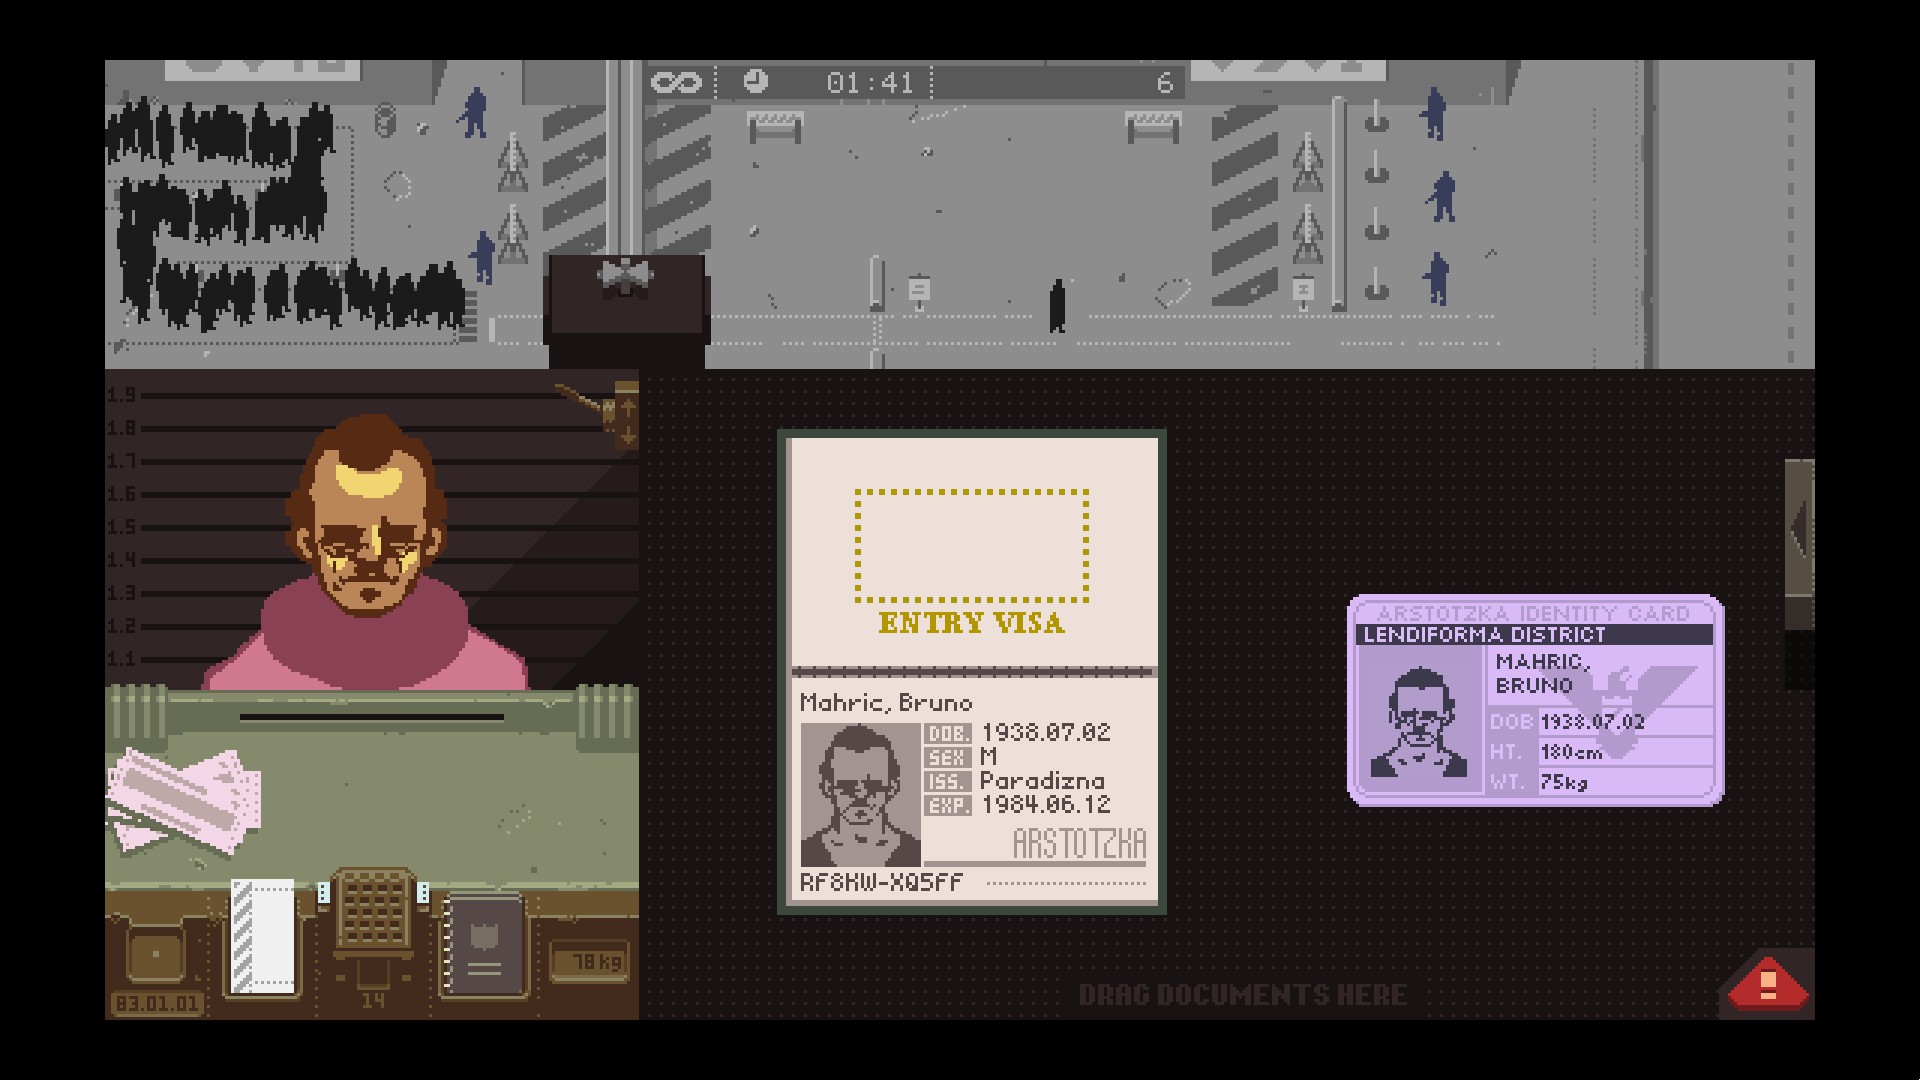 01:41
6
1.9
1.8
1.7
1.6
1.5
1.4
1.3
1.2
1.1
ENTRY VISA
Mahric, Bruno
DOB. 1938.07.02
SEX M
ISS. Paradizna
EXP. 1984.06.12
ARSTOTZKA
RF8KW-XQ5FF
ARSTOTZKA IDENTITY CARD
LENDIFORMA DISTRICT
MAHRIC,
BRUNO
DOB 1938.07.02
HT. 180cm
WT. 75kg
78kg
83.01.01
14
DRAG DOCUMENTS HERE